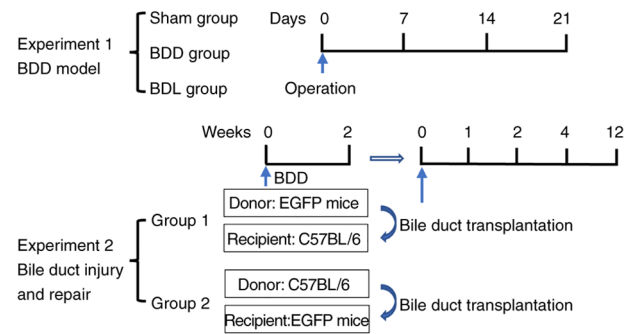 Experiment 1
BDD model
Sham group
BDD group
BDL group
Days 0 7 14 21
Operation
Weeks 0 2 0 1 2 4 12
BDD
Experiment 2
Bile duct injury
and repair
Group 1
Donor: EGFP mice
Recipient: C57BL/6
Bile duct transplantation
Group 2
Donor: C57BL/6
Recipient:EGFP mice
Bile duct transplantation